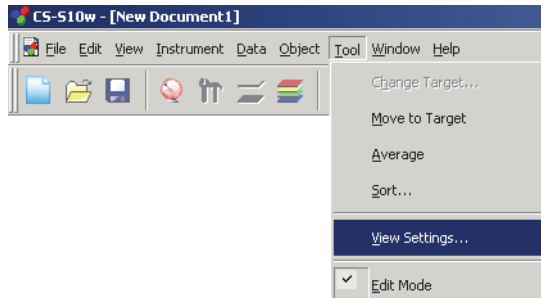 CS-S10w - [New Document1]
File Edit View Instrument Data Object Tool Window Help
Change Target...
Move to Target
Average
Sort...
View Settings...
Edit Mode